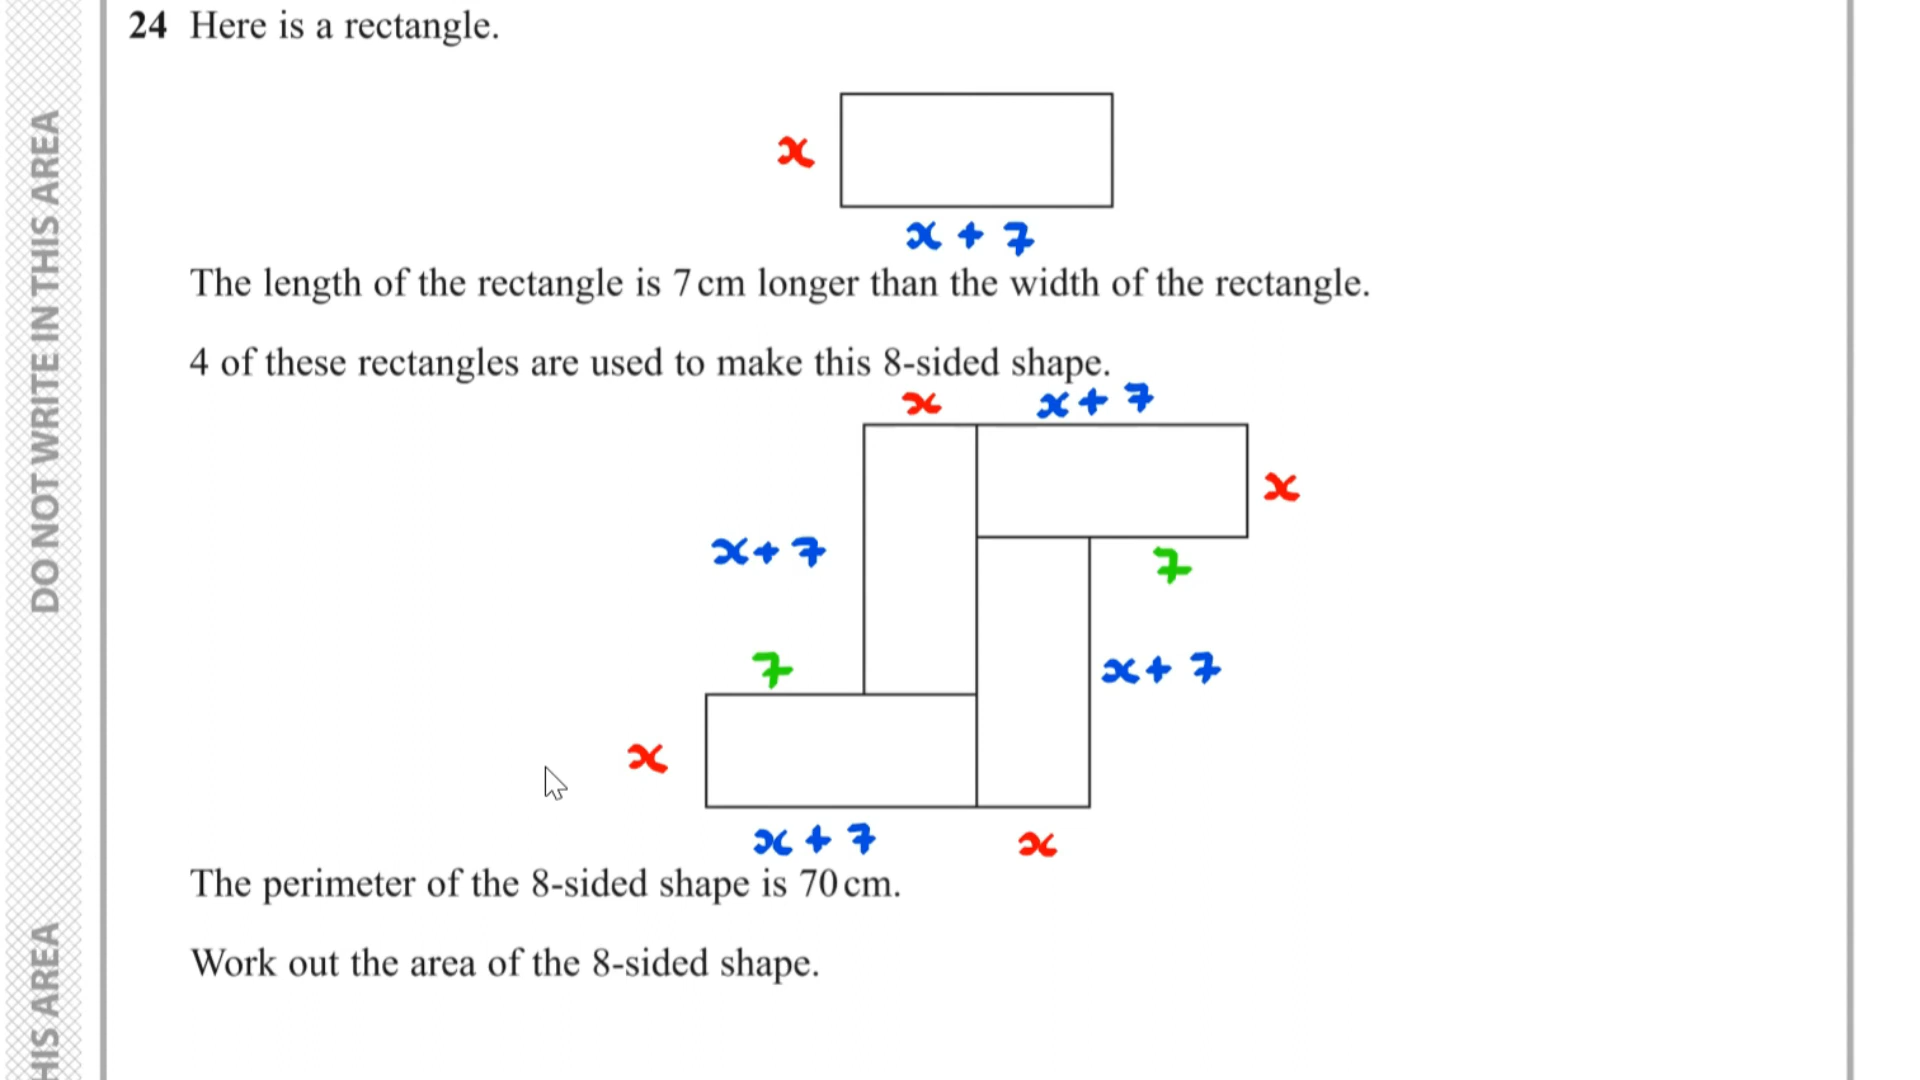 24 Here is a rectangle.
x
x + 7
The length of the rectangle is 7 cm longer than the width of the rectangle.
4 of these rectangles are used to make this 8-sided shape.
x x + 7
x
x + 7
7
7
x + 7
x
x + 7 x
The perimeter of the 8-sided shape is 70 cm.
Work out the area of the 8-sided shape.
DO NOT WRITE IN THIS AREA
HIS AREA